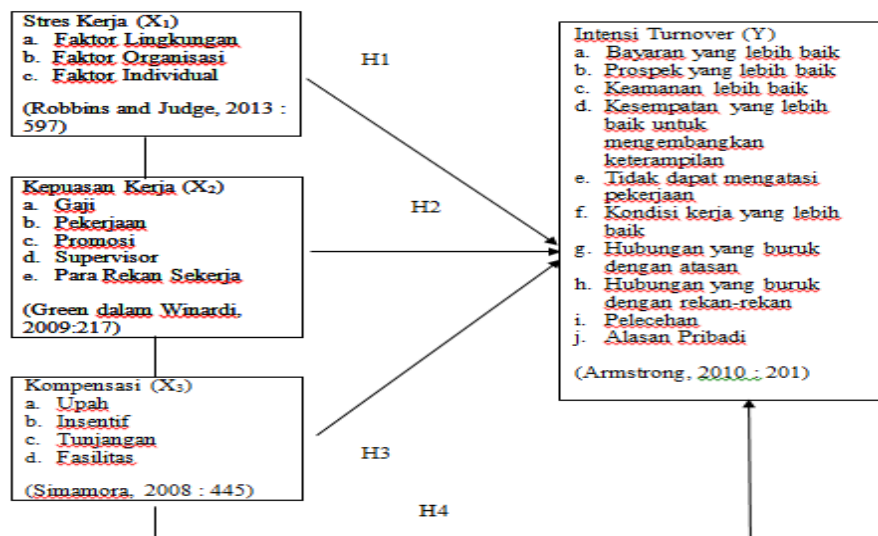 Stres Kerja (X₁)
a. Faktor Lingkungan
b. Faktor Organisasi
c. Faktor Individual
(Robbins and Judge, 2013 :
597)
Kepuasan Kerja (X₂)
a. Gaji
b. Pekerjaan
c. Promosi
d. Supervisor
e. Para Rekan Sekerja
(Green dalam Winardi,
2009:217)
Kompensasi (X₃)
a. Upah
b. Insentif
c. Tunjangan
d. Fasilitas
(Simamora, 2008 : 445)
H1
H2
H3
H4
Intensi Turnover (Y)
a. Bayaran yang lebih baik
b. Prospek yang lebih baik
c. Keamanan lebih baik
d. Kesempatan yang lebih
baik untuk
mengembangkan
keterampilan
e. Tidak dapat mengatasi
pekerjaan
f. Kondisi kerja yang lebih
baik
g. Hubungan yang buruk
dengan atasan
h. Hubungan yang buruk
dengan rekan-rekan
i. Pelecehan
j. Alasan Pribadi
(Armstrong, 2010 : 201)